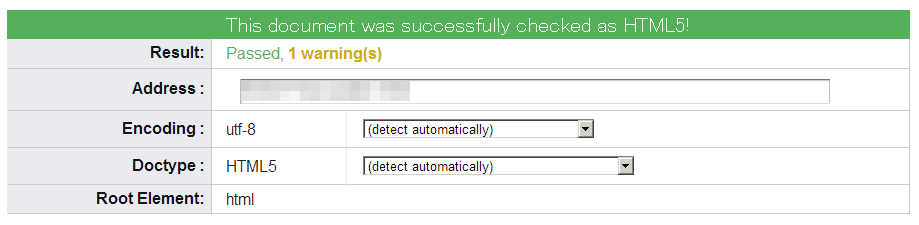 This document was successfully checked as HTML5!
Result: Passed, 1 warning(s)
Address :
Encoding : utf-8 (detect automatically)
Doctype : HTML5 (detect automatically)
Root Element: html